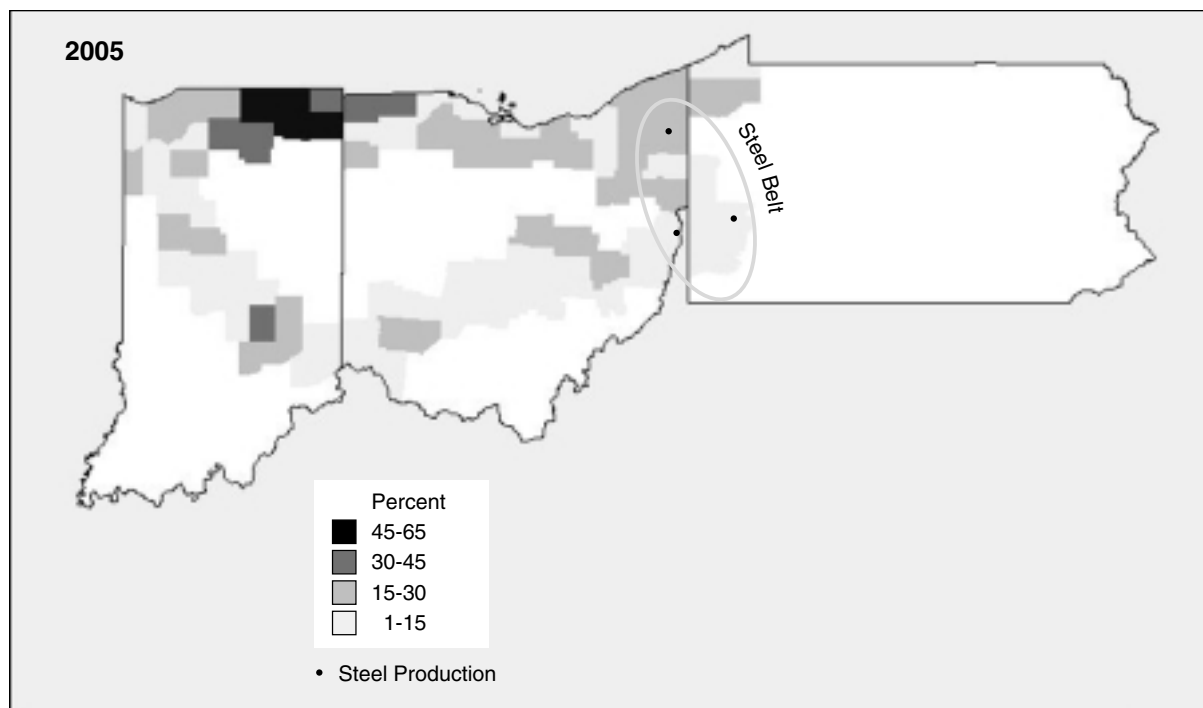 2005
Steel Belt
Percent
45-65
30-45
15-30
1-15
• Steel Production